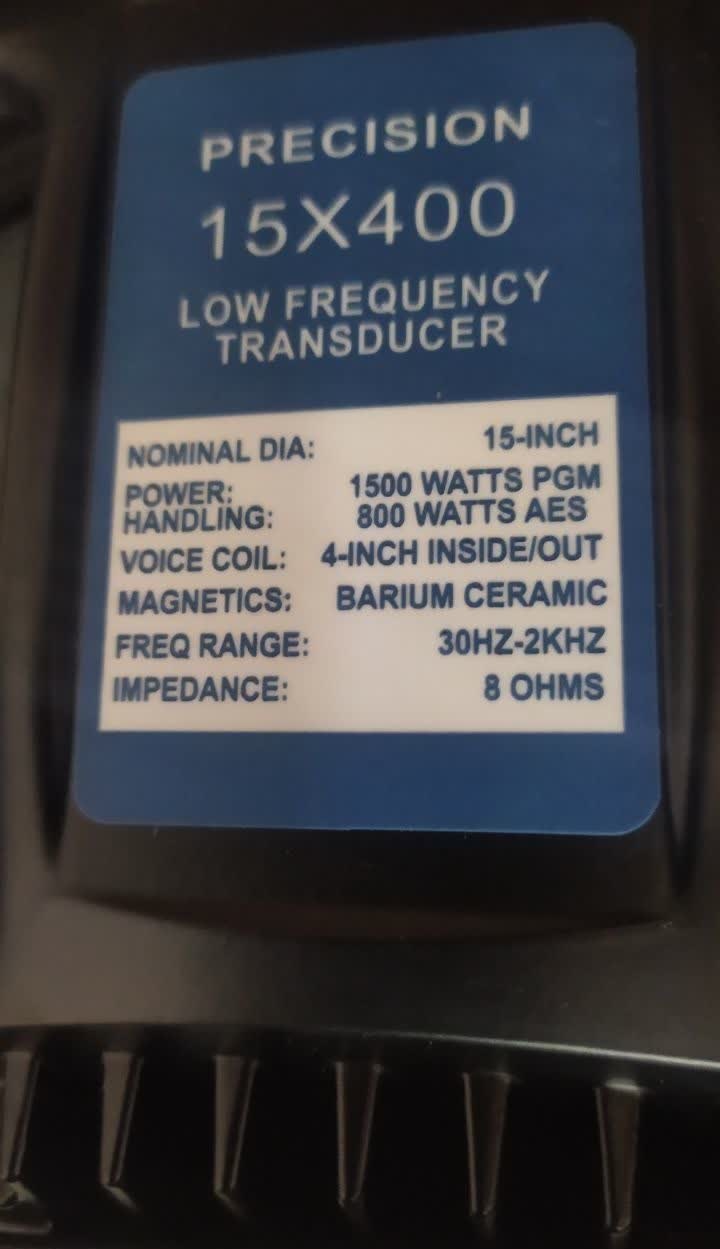 PRECISION
15X400
LOW FREQUENCY
TRANSDUCER
NOMINAL DIA: 15-INCH
POWER: 1500 WATTS PGM
HANDLING: 800 WATTS AES
VOICE COIL: 4-INCH INSIDE/OUT
MAGNETICS: BARIUM CERAMIC
FREQ RANGE: 30HZ-2KHZ
IMPEDANCE: 8 OHMS